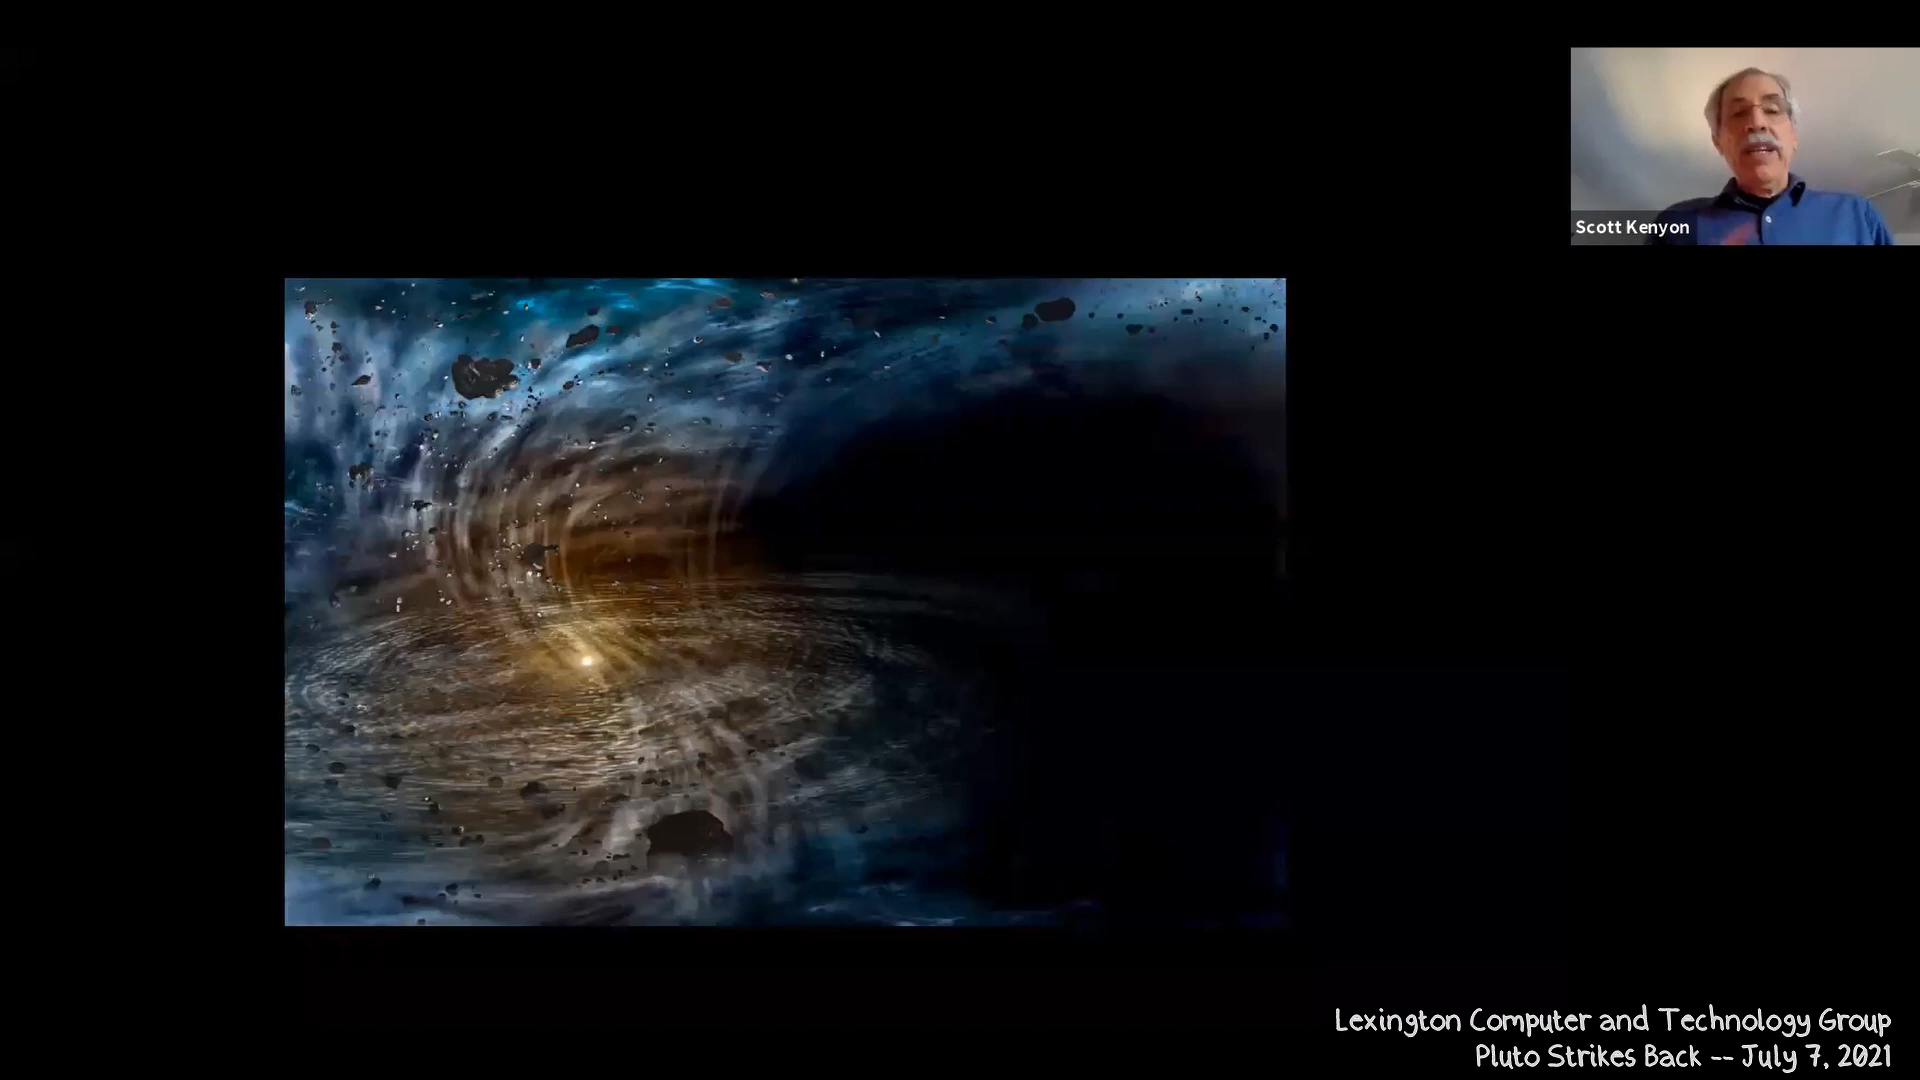 Scott Kenyon
Lexington Computer and Technology Group
Pluto Strikes Back -- July 7, 2021